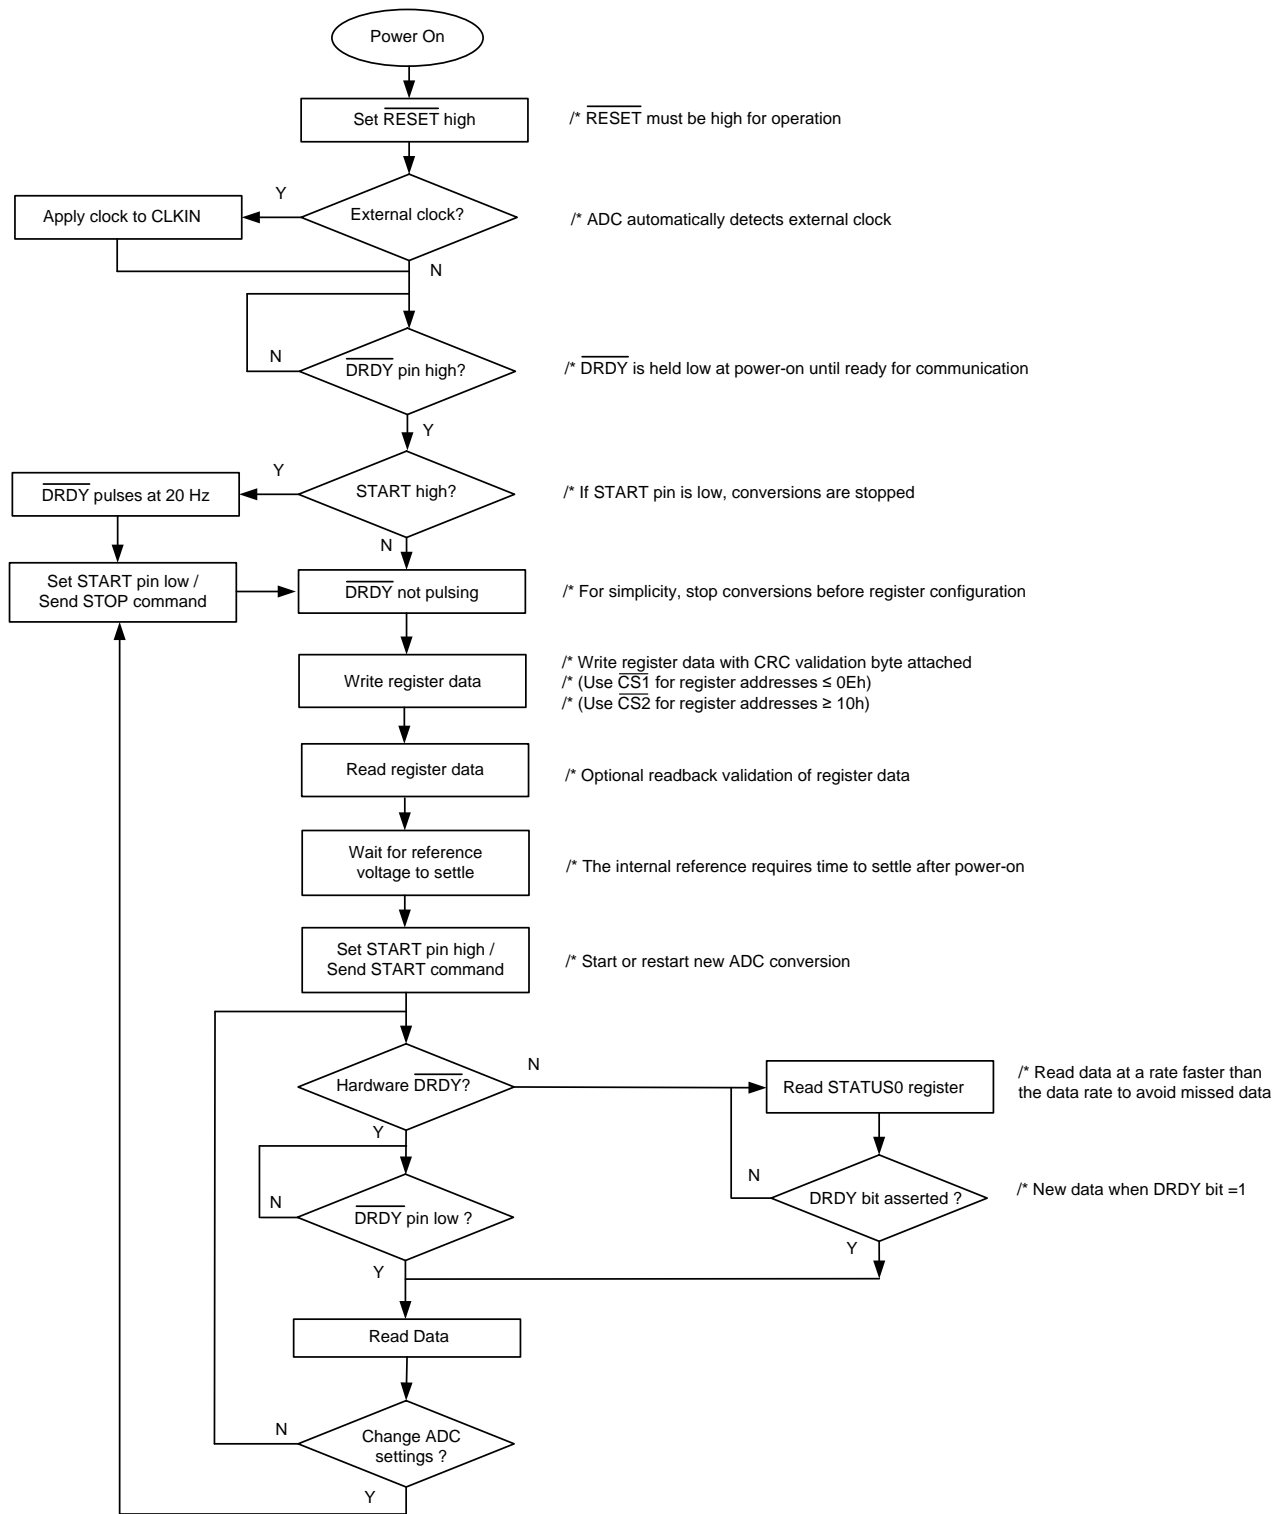 Power On
Set RESET high
/* RESET must be high for operation
Y
External clock?
Apply clock to CLKIN
/* ADC automatically detects external clock
N
N
DRDY pin high?
/* DRDY is held low at power-on until ready for communication
Y
Y
START high?
DRDY pulses at 20 Hz
/* If START pin is low, conversions are stopped
N
Set START pin low /
Send STOP command
DRDY not pulsing
/* For simplicity, stop conversions before register configuration
Write register data
/* Write register data with CRC validation byte attached
/* (Use CS1 for register addresses ≤ 0Eh)
/* (Use CS2 for register addresses ≥ 10h)
Read register data
/* Optional readback validation of register data
Wait for reference
voltage to settle
/* The internal reference requires time to settle after power-on
Set START pin high /
Send START command
/* Start or restart new ADC conversion
Hardware DRDY?
N
Read STATUS0 register
/* Read data at a rate faster than
the data rate to avoid missed data
Y
N
DRDY pin low ?
N
DRDY bit asserted ?
/* New data when DRDY bit =1
Y
Y
Read Data
N
Change ADC
settings ?
Y